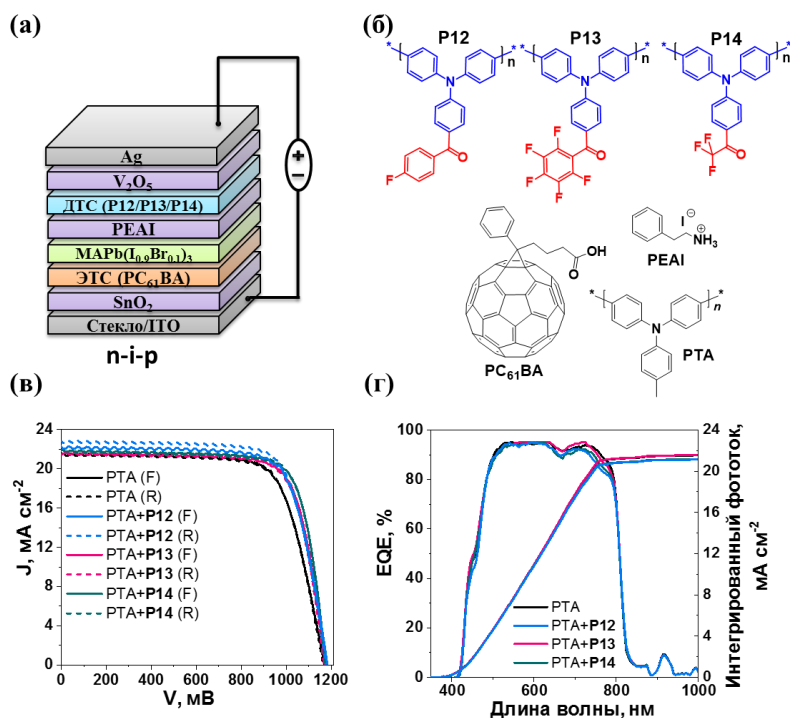 (а)
Ag
V₂O₅
ДТС (P12/P13/P14)
PEAI
MAPb(I₀.₉Br₀.₁)₃
ЭТС (PC₆₁BA)
SnO₂
Стекло/ITO
n-i-p
+
−
(б)
P12
P13
P14
* n *
* n *
* n *
N
N
N
F
O
F
F
F
F
F
O
F
F
F
O
OH
O
PC₆₁BA
I⊖
NH₃
⊕
PEAI
* n *
N
PTA
(в)
J, мА см⁻²
24
20
16
12
8
4
0
PTA (F)
PTA (R)
PTA+P12 (F)
PTA+P12 (R)
PTA+P13 (F)
PTA+P13 (R)
PTA+P14 (F)
PTA+P14 (R)
0 200 400 600 800 1000 1200
V, мВ
(г)
EQE, %
100
80
60
40
20
0
PTA
PTA+P12
PTA+P13
PTA+P14
24
20
16
12
8
4
0
Интегрированный фототок,
мА см⁻²
400 600 800 1000
Длина волны, нм